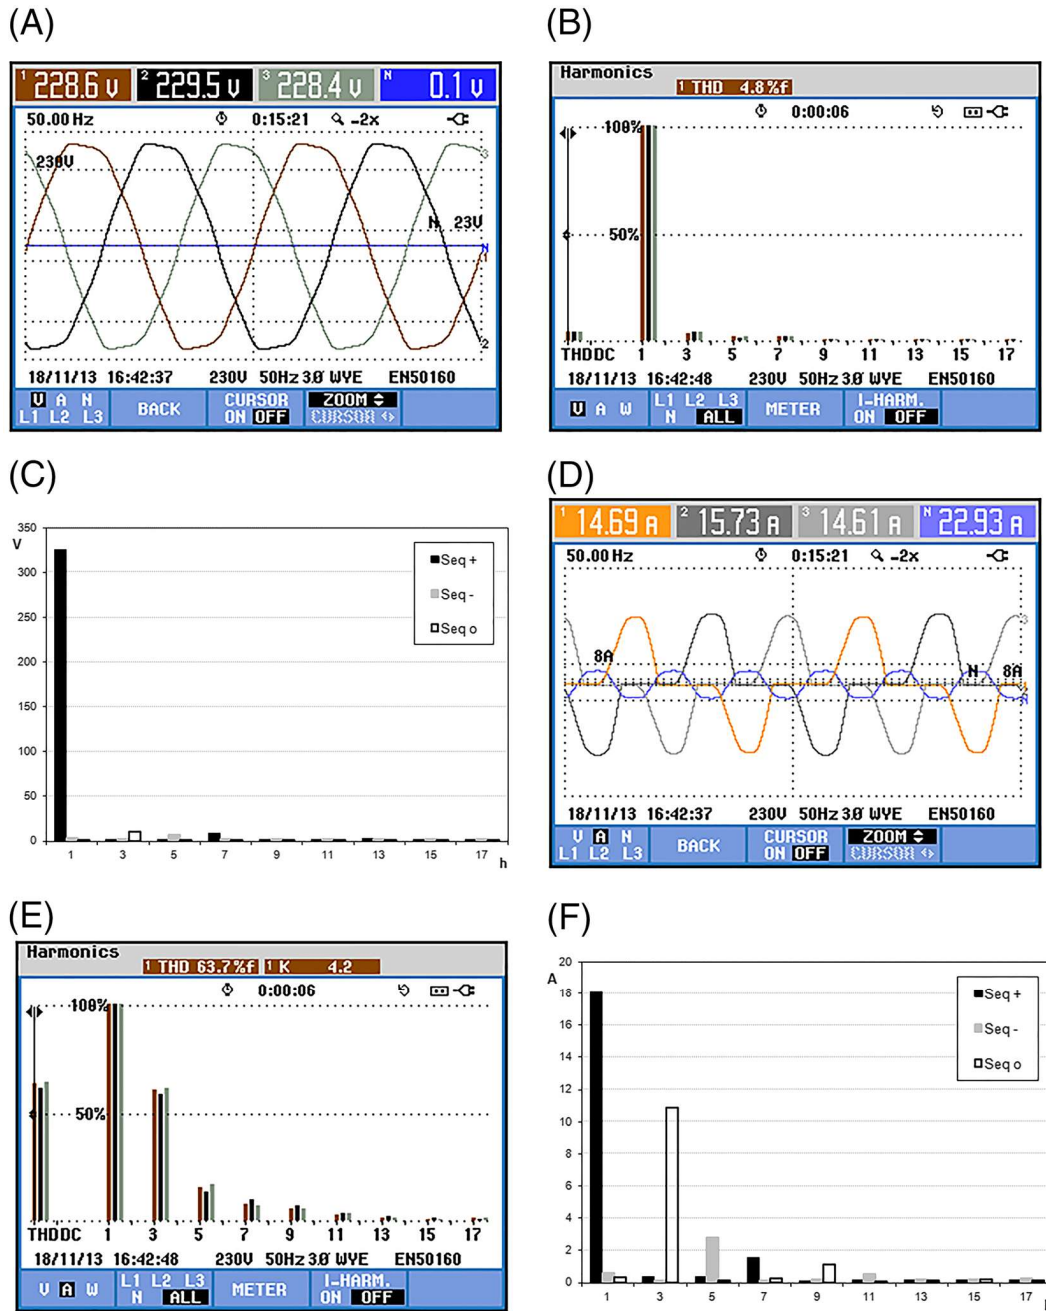 (A)
1 228.6 V 2 229.5 V 3 228.4 V N 0.1 V
50.00 Hz 0:15:21 -2x
230V
3
N 23V
N
1
2
18/11/13 16:42:37 230V 50Hz 3.Ø WYE EN50160
V A N
L1 L2 L3
BACK
CURSOR
ON OFF
ZOOM
CURSOR
(B)
Harmonics
1 THD 4.8%f
0:00:06
100%
50%
THD DC 1 3 5 7 9 11 13 15 17
18/11/13 16:42:48 230V 50Hz 3.Ø WYE EN50160
V A W
L1 L2 L3
N ALL
METER
I-HARM.
ON OFF
(C)
V
350
300
250
200
150
100
50
0
Seq +
Seq -
Seq o
1 3 5 7 9 11 13 15 17
h
(D)
1 14.69 A 2 15.73 A 3 14.61 A N 22.93 A
50.00 Hz 0:15:21 -2x
3
8A
N 8A
18/11/13 16:42:37 230V 50Hz 3.Ø WYE EN50160
V A N
L1 L2 L3
BACK
CURSOR
ON OFF
ZOOM
CURSOR
(E)
Harmonics
1 THD 63.7%f 1 K 4.2
0:00:06
100%
50%
THD DC 1 3 5 7 9 11 13 15 17
18/11/13 16:42:48 230V 50Hz 3.Ø WYE EN50160
V A W
L1 L2 L3
N ALL
METER
I-HARM.
ON OFF
(F)
A
20
18
16
14
12
10
8
6
4
2
0
Seq +
Seq -
Seq o
1 3 5 7 9 11 13 15 17